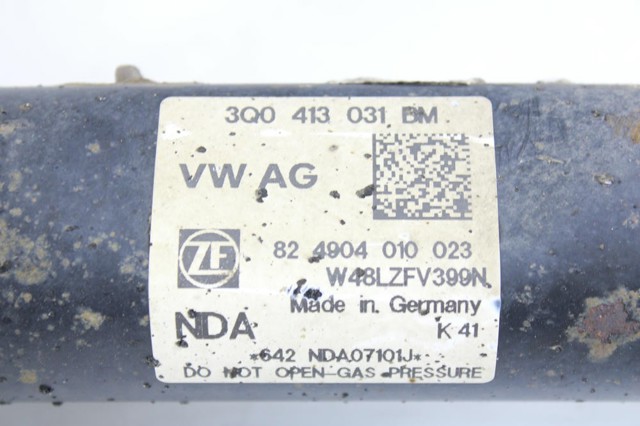 3Q0 413 031 BM
VW AG
ZF
82 4904 010 023
W48LZFV399N
Made in Germany
NDA K 41
*642 NDA07101J*
DO NOT OPEN-GAS PRESSURE